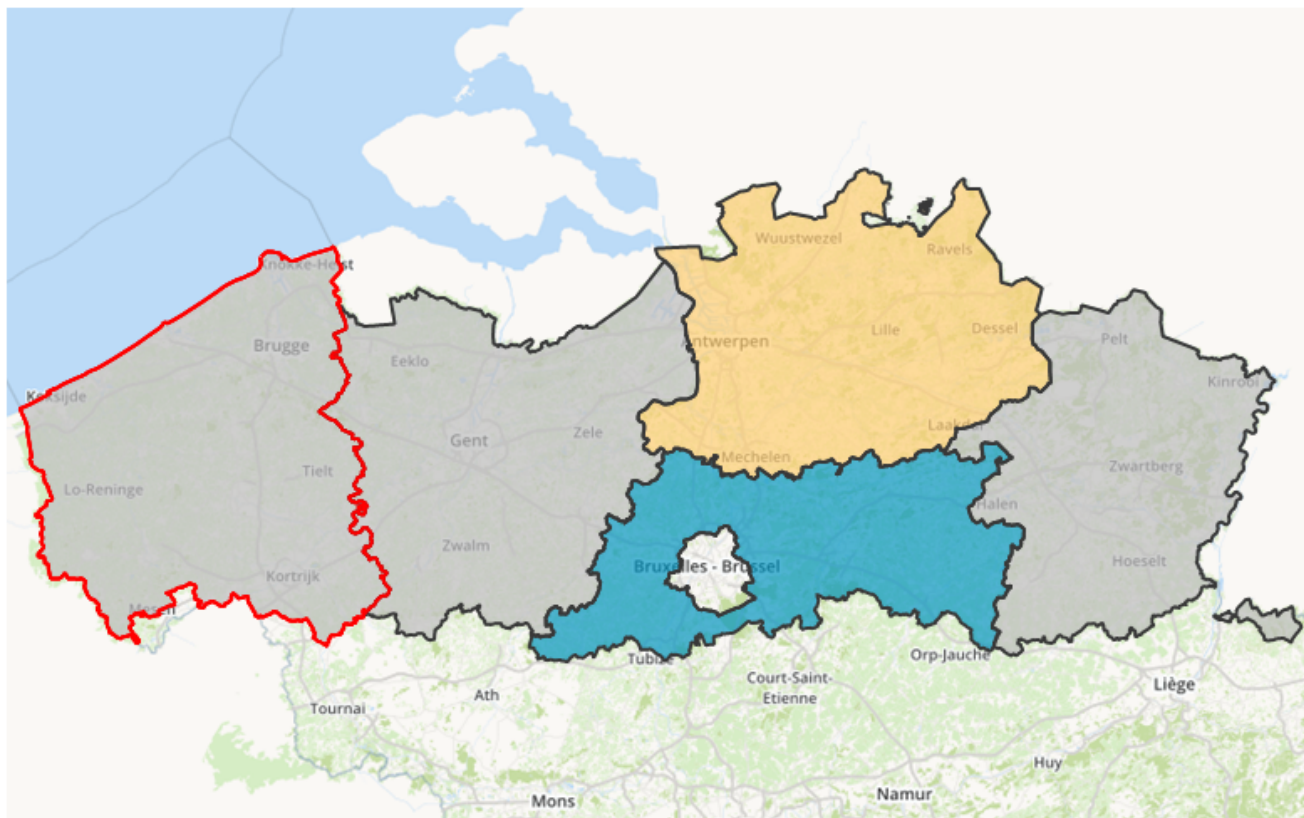 Wuustwezel
Ravels
Knokke-Heist
Lille
Dessel
Antwerpen
Pelt
Brugge
Eeklo
Kinrooi
Koksijde
Laakdal
Gent
Zele
Mechelen
Zwartberg
Tielt
Lo-Reninge
Halen
Zwalm
Hoeselt
Bruxelles - Brussel
Kortrijk
Mesen
Tubize
Orp-Jauche
Court-Saint-
Etienne
Liège
Ath
Tournai
Huy
Namur
Mons